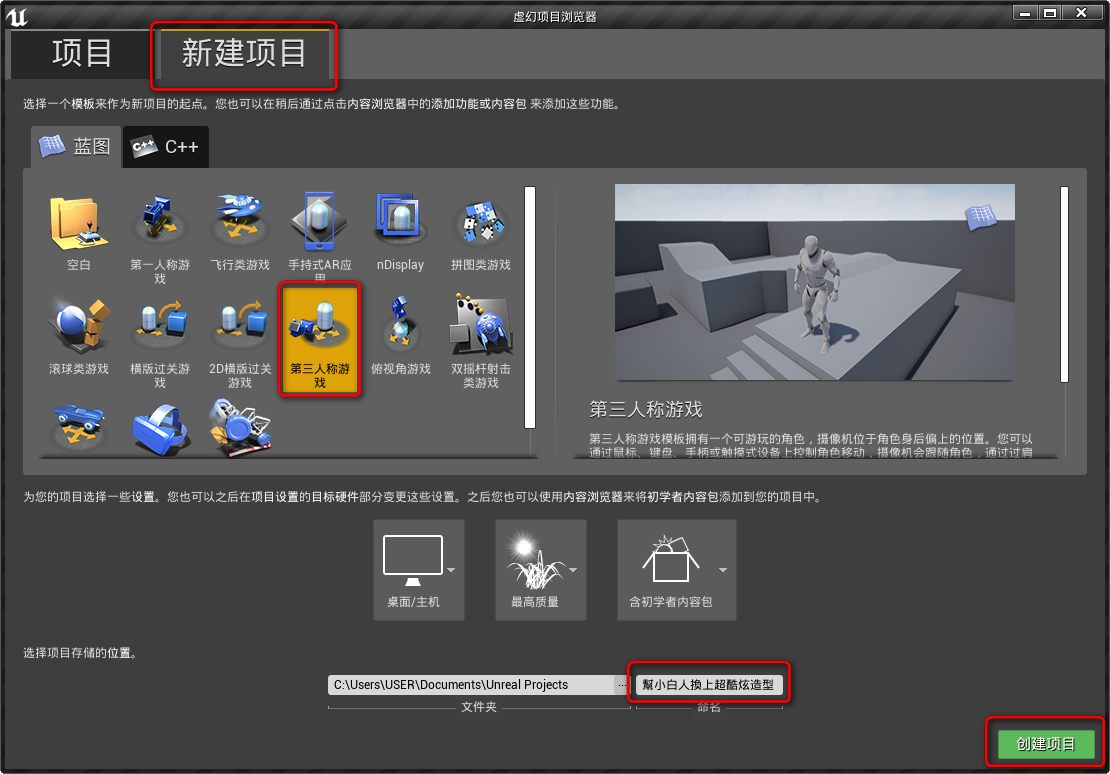 虚幻项目浏览器
项目
新建项目
选择一个模板来作为新项目的起点。您也可以在稍后通过点击内容浏览器中的添加功能或内容包 来添加这些功能。
蓝图
C++
C++
空白
第一人称游
戏
飞行类游戏
手持式AR应
用
nDisplay
拼图类游戏
滚球类游戏
横版过关游
戏
2D横版过关
游戏
第三人称游
戏
俯视角游戏
双摇杆射击
类游戏
第三人称游戏
第三人称游戏模板拥有一个可游玩的角色，摄像机位于角色身后偏上的位置。您可以
通过鼠标、键盘、手柄或触摸式设备上控制角色移动，摄像机会跟随角色，通过过肩
为您的项目选择一些设置。您也可以之后在项目设置的目标硬件部分变更这些设置。之后您也可以使用内容浏览器来将初学者内容包添加到您的项目中。
桌面/主机
最高质量
含初学者内容包
选择项目存储的位置。
C:\Users\USER\Documents\Unreal Projects
...
幫小白人換上超酷炫造型
文件夹
命名
创建项目